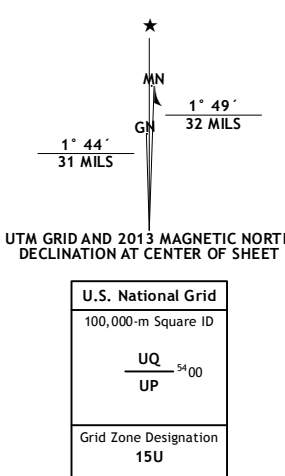 ★
MN
1° 49´
32 MILS
GN
1° 44´
31 MILS
UTM GRID AND 2013 MAGNETIC NORTH
DECLINATION AT CENTER OF SHEET
U.S. National Grid
100,000-m Square ID
UQ
5400
UP
Grid Zone Designation
15U